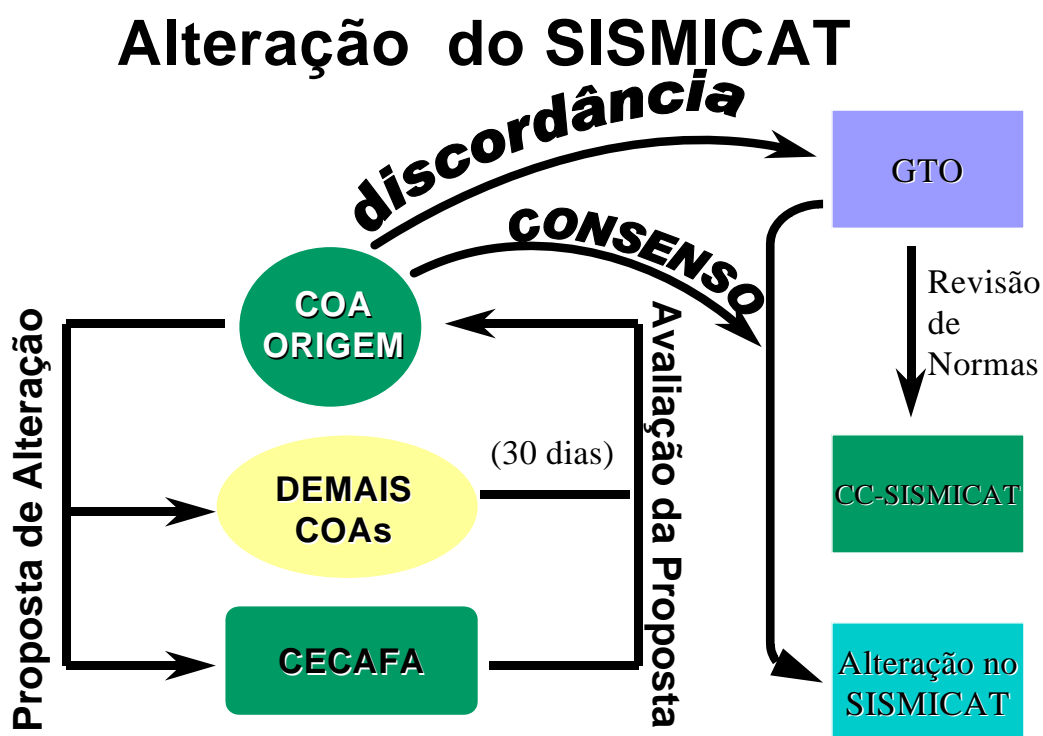 Alteração do SISMICAT
discordância
CONSENSO
GTO
Revisão
de
Normas
CC-SISMICAT
Alteração no
SISMICAT
COA
ORIGEM
DEMAIS
COAs
CECAFA
(30 dias)
Proposta de Alteração
Avaliação da Proposta